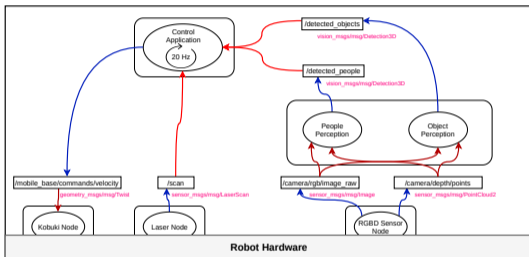 /detected_objects
vision_msgs/msg/Detection3D
Control
Application
20 Hz
/detected_people
vision_msgs/msg/Detection3D
People
Perception
Object
Perception
/mobile_base/commands/velocity
geometry_msgs/msg/Twist
/scan
sensor_msgs/msg/LaserScan
/camera/rgb/image_raw
sensor_msgs/msg/Image
/camera/depth/points
sensor_msgs/msg/PointCloud2
Kobuki Node
Laser Node
RGBD Sensor
Node
Robot Hardware